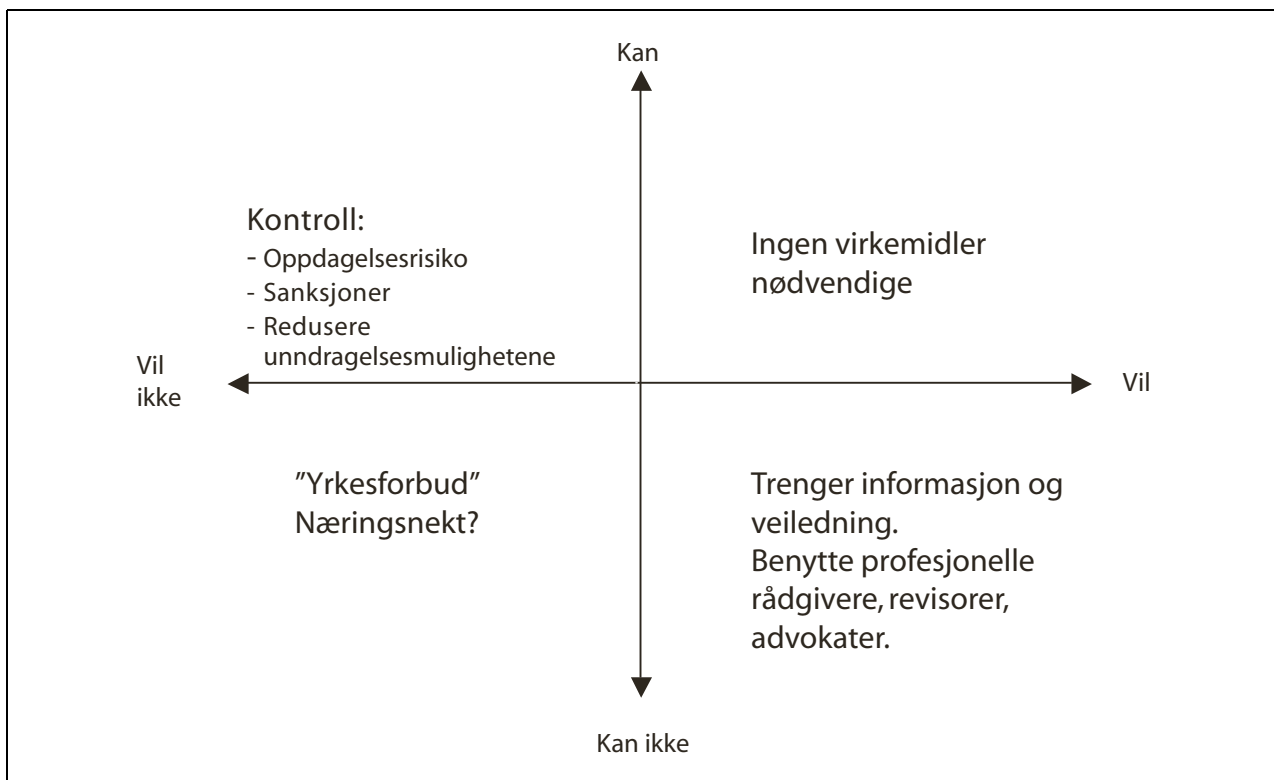 Kan
Kontroll:
- Oppdagelsesrisiko
- Sanksjoner
- Redusere
unndragelsesmulighetene
Ingen virkemidler
nødvendige
Vil
ikke
Vil
”Yrkesforbud”
Næringsnekt?
Trenger informasjon og
veiledning.
Benytte profesjonelle
rådgivere, revisorer,
advokater.
Kan ikke